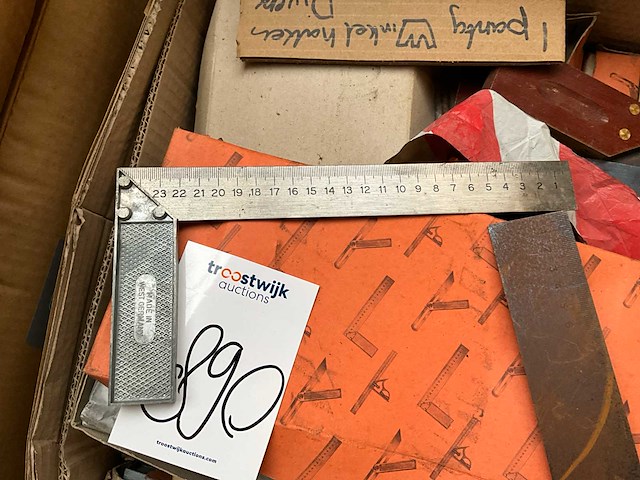 1 partij Winkelhaken
Divers
23 22 21 20 19 18 17 16 15 14 13 12 11 10 9 8 7 6 5 4 3 2 1
MADE IN
WEST GERMANY
troostwijk
auctions
890
troostwijkauctions.com